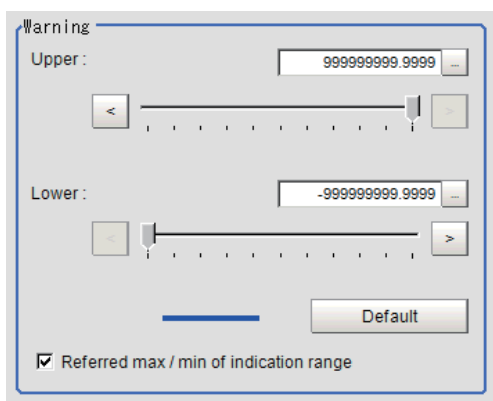 Warning
Upper : 999999999.9999 ...
< >
Lower : -999999999.9999 ...
< >
Default
Referred max / min of indication range